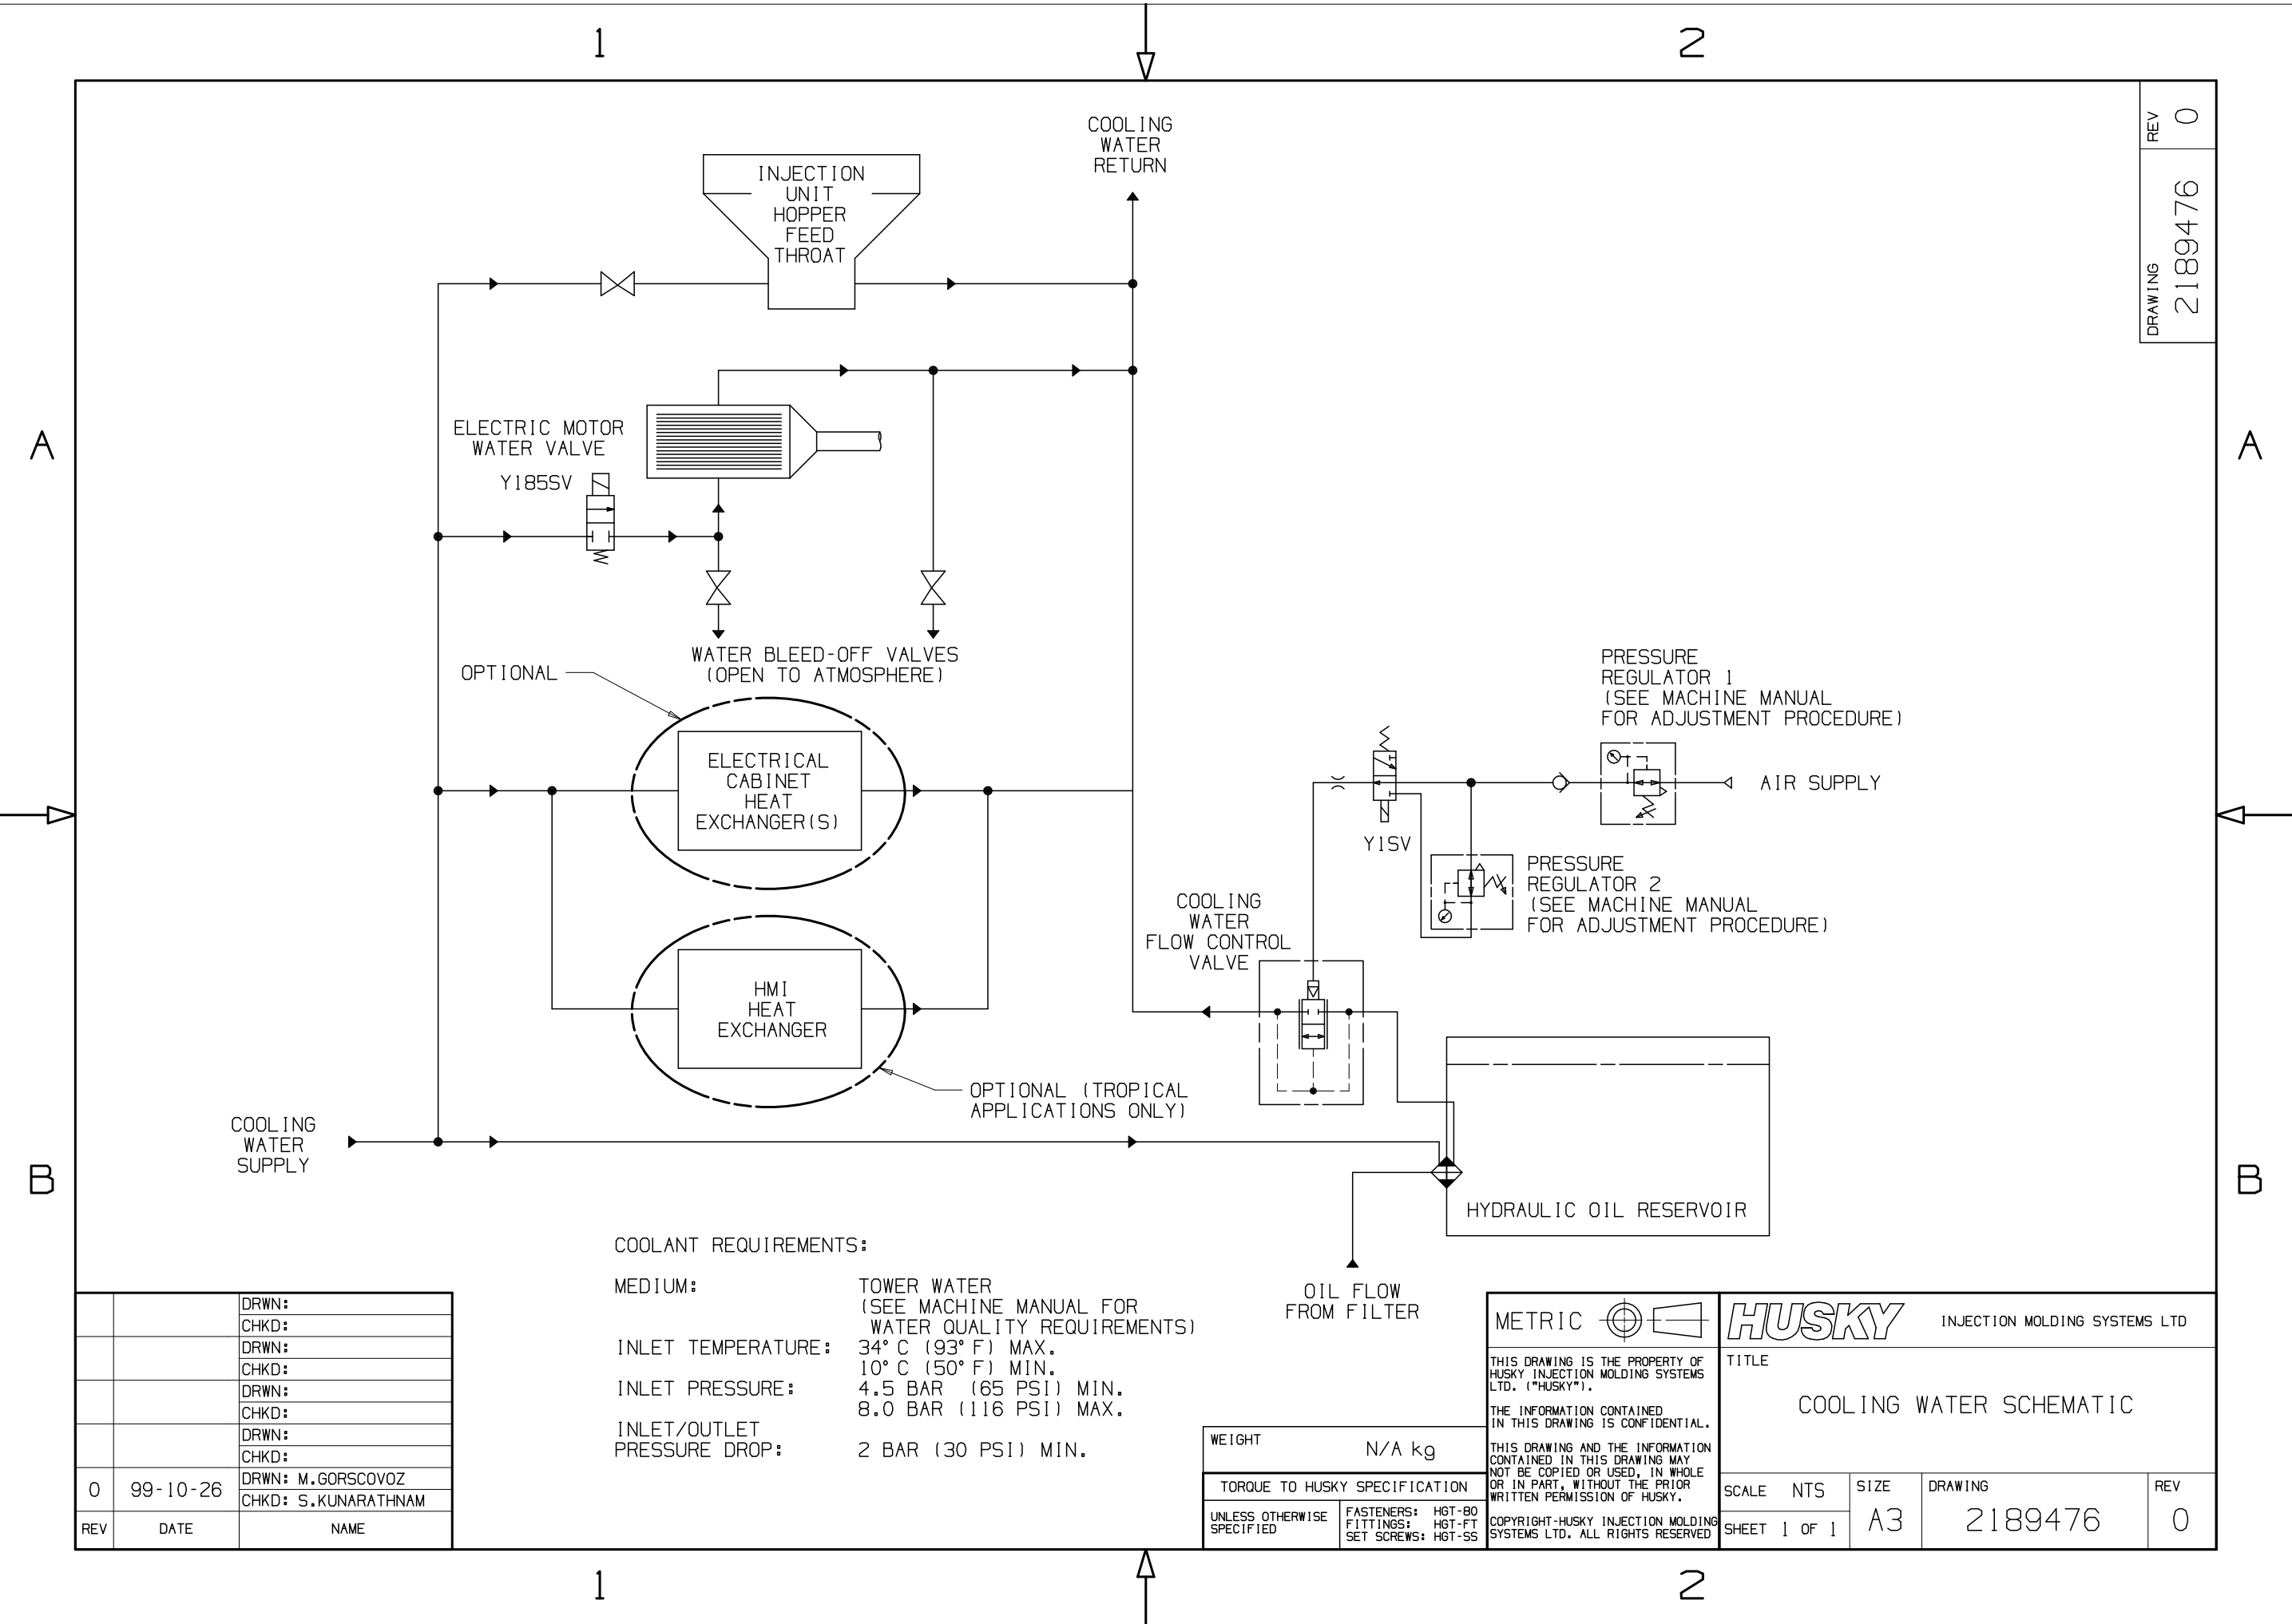 1
2
COOLING
WATER
RETURN
REV 0
DRAWING 2189476
INJECTION
UNIT
HOPPER
FEED
THROAT
A
A
ELECTRIC MOTOR
WATER VALVE
Y185SV
WATER BLEED-OFF VALVES
(OPEN TO ATMOSPHERE)
OPTIONAL
ELECTRICAL
CABINET
HEAT
EXCHANGER(S)
PRESSURE
REGULATOR 1
(SEE MACHINE MANUAL
FOR ADJUSTMENT PROCEDURE)
AIR SUPPLY
Y1SV
PRESSURE
REGULATOR 2
(SEE MACHINE MANUAL
FOR ADJUSTMENT PROCEDURE)
COOLING
WATER
FLOW CONTROL
VALVE
HMI
HEAT
EXCHANGER
OPTIONAL (TROPICAL
APPLICATIONS ONLY)
COOLING
WATER
SUPPLY
B
B
HYDRAULIC OIL RESERVOIR
OIL FLOW
FROM FILTER
COOLANT REQUIREMENTS:
MEDIUM: TOWER WATER
(SEE MACHINE MANUAL FOR
WATER QUALITY REQUIREMENTS)
INLET TEMPERATURE: 34°C (93°F) MAX.
10°C (50°F) MIN.
INLET PRESSURE: 4.5 BAR (65 PSI) MIN.
8.0 BAR (116 PSI) MAX.
INLET/OUTLET
PRESSURE DROP: 2 BAR (30 PSI) MIN.
DRWN:
CHKD:
DRWN:
CHKD:
DRWN:
CHKD:
DRWN:
CHKD:
0 99-10-26 DRWN: M.GORSCOVOZ
CHKD: S.KUNARATHNAM
REV DATE NAME
WEIGHT N/A kg
TORQUE TO HUSKY SPECIFICATION
UNLESS OTHERWISE
SPECIFIED
FASTENERS: HGT-80
FITTINGS: HGT-FT
SET SCREWS: HGT-SS
METRIC
THIS DRAWING IS THE PROPERTY OF
HUSKY INJECTION MOLDING SYSTEMS
LTD. ("HUSKY").
THE INFORMATION CONTAINED
IN THIS DRAWING IS CONFIDENTIAL.
THIS DRAWING AND THE INFORMATION
CONTAINED IN THIS DRAWING MAY
NOT BE COPIED OR USED, IN WHOLE
OR IN PART, WITHOUT THE PRIOR
WRITTEN PERMISSION OF HUSKY.
COPYRIGHT-HUSKY INJECTION MOLDING
SYSTEMS LTD. ALL RIGHTS RESERVED
HUSKY INJECTION MOLDING SYSTEMS LTD
TITLE
COOLING WATER SCHEMATIC
SCALE NTS
SHEET 1 OF 1
SIZE
A3
DRAWING
2189476
REV
0
1
2